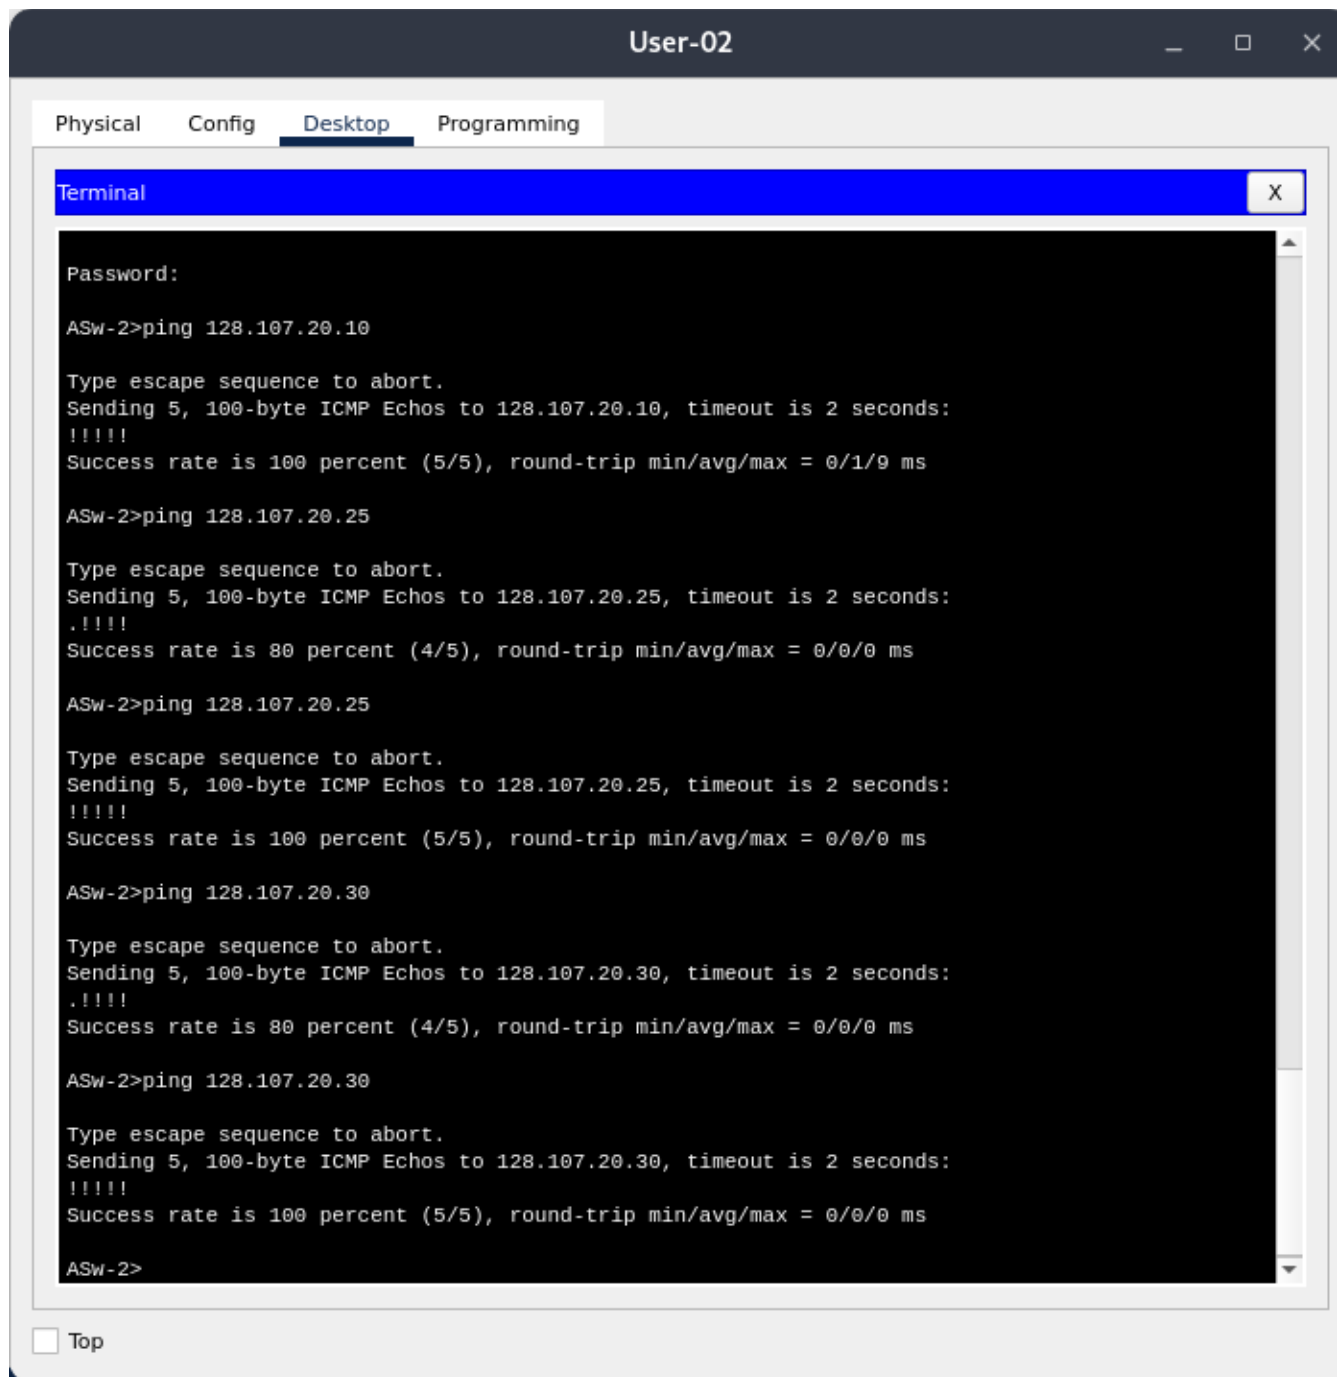 User-02
Physical Config Desktop Programming
Terminal X
Password:
ASw-2>ping 128.107.20.10
Type escape sequence to abort.
Sending 5, 100-byte ICMP Echos to 128.107.20.10, timeout is 2 seconds:
!!!!!
Success rate is 100 percent (5/5), round-trip min/avg/max = 0/1/9 ms
ASw-2>ping 128.107.20.25
Type escape sequence to abort.
Sending 5, 100-byte ICMP Echos to 128.107.20.25, timeout is 2 seconds:
.!!!!
Success rate is 80 percent (4/5), round-trip min/avg/max = 0/0/0 ms
ASw-2>ping 128.107.20.25
Type escape sequence to abort.
Sending 5, 100-byte ICMP Echos to 128.107.20.25, timeout is 2 seconds:
!!!!!
Success rate is 100 percent (5/5), round-trip min/avg/max = 0/0/0 ms
ASw-2>ping 128.107.20.30
Type escape sequence to abort.
Sending 5, 100-byte ICMP Echos to 128.107.20.30, timeout is 2 seconds:
.!!!!
Success rate is 80 percent (4/5), round-trip min/avg/max = 0/0/0 ms
ASw-2>ping 128.107.20.30
Type escape sequence to abort.
Sending 5, 100-byte ICMP Echos to 128.107.20.30, timeout is 2 seconds:
!!!!!
Success rate is 100 percent (5/5), round-trip min/avg/max = 0/0/0 ms
ASw-2>
Top